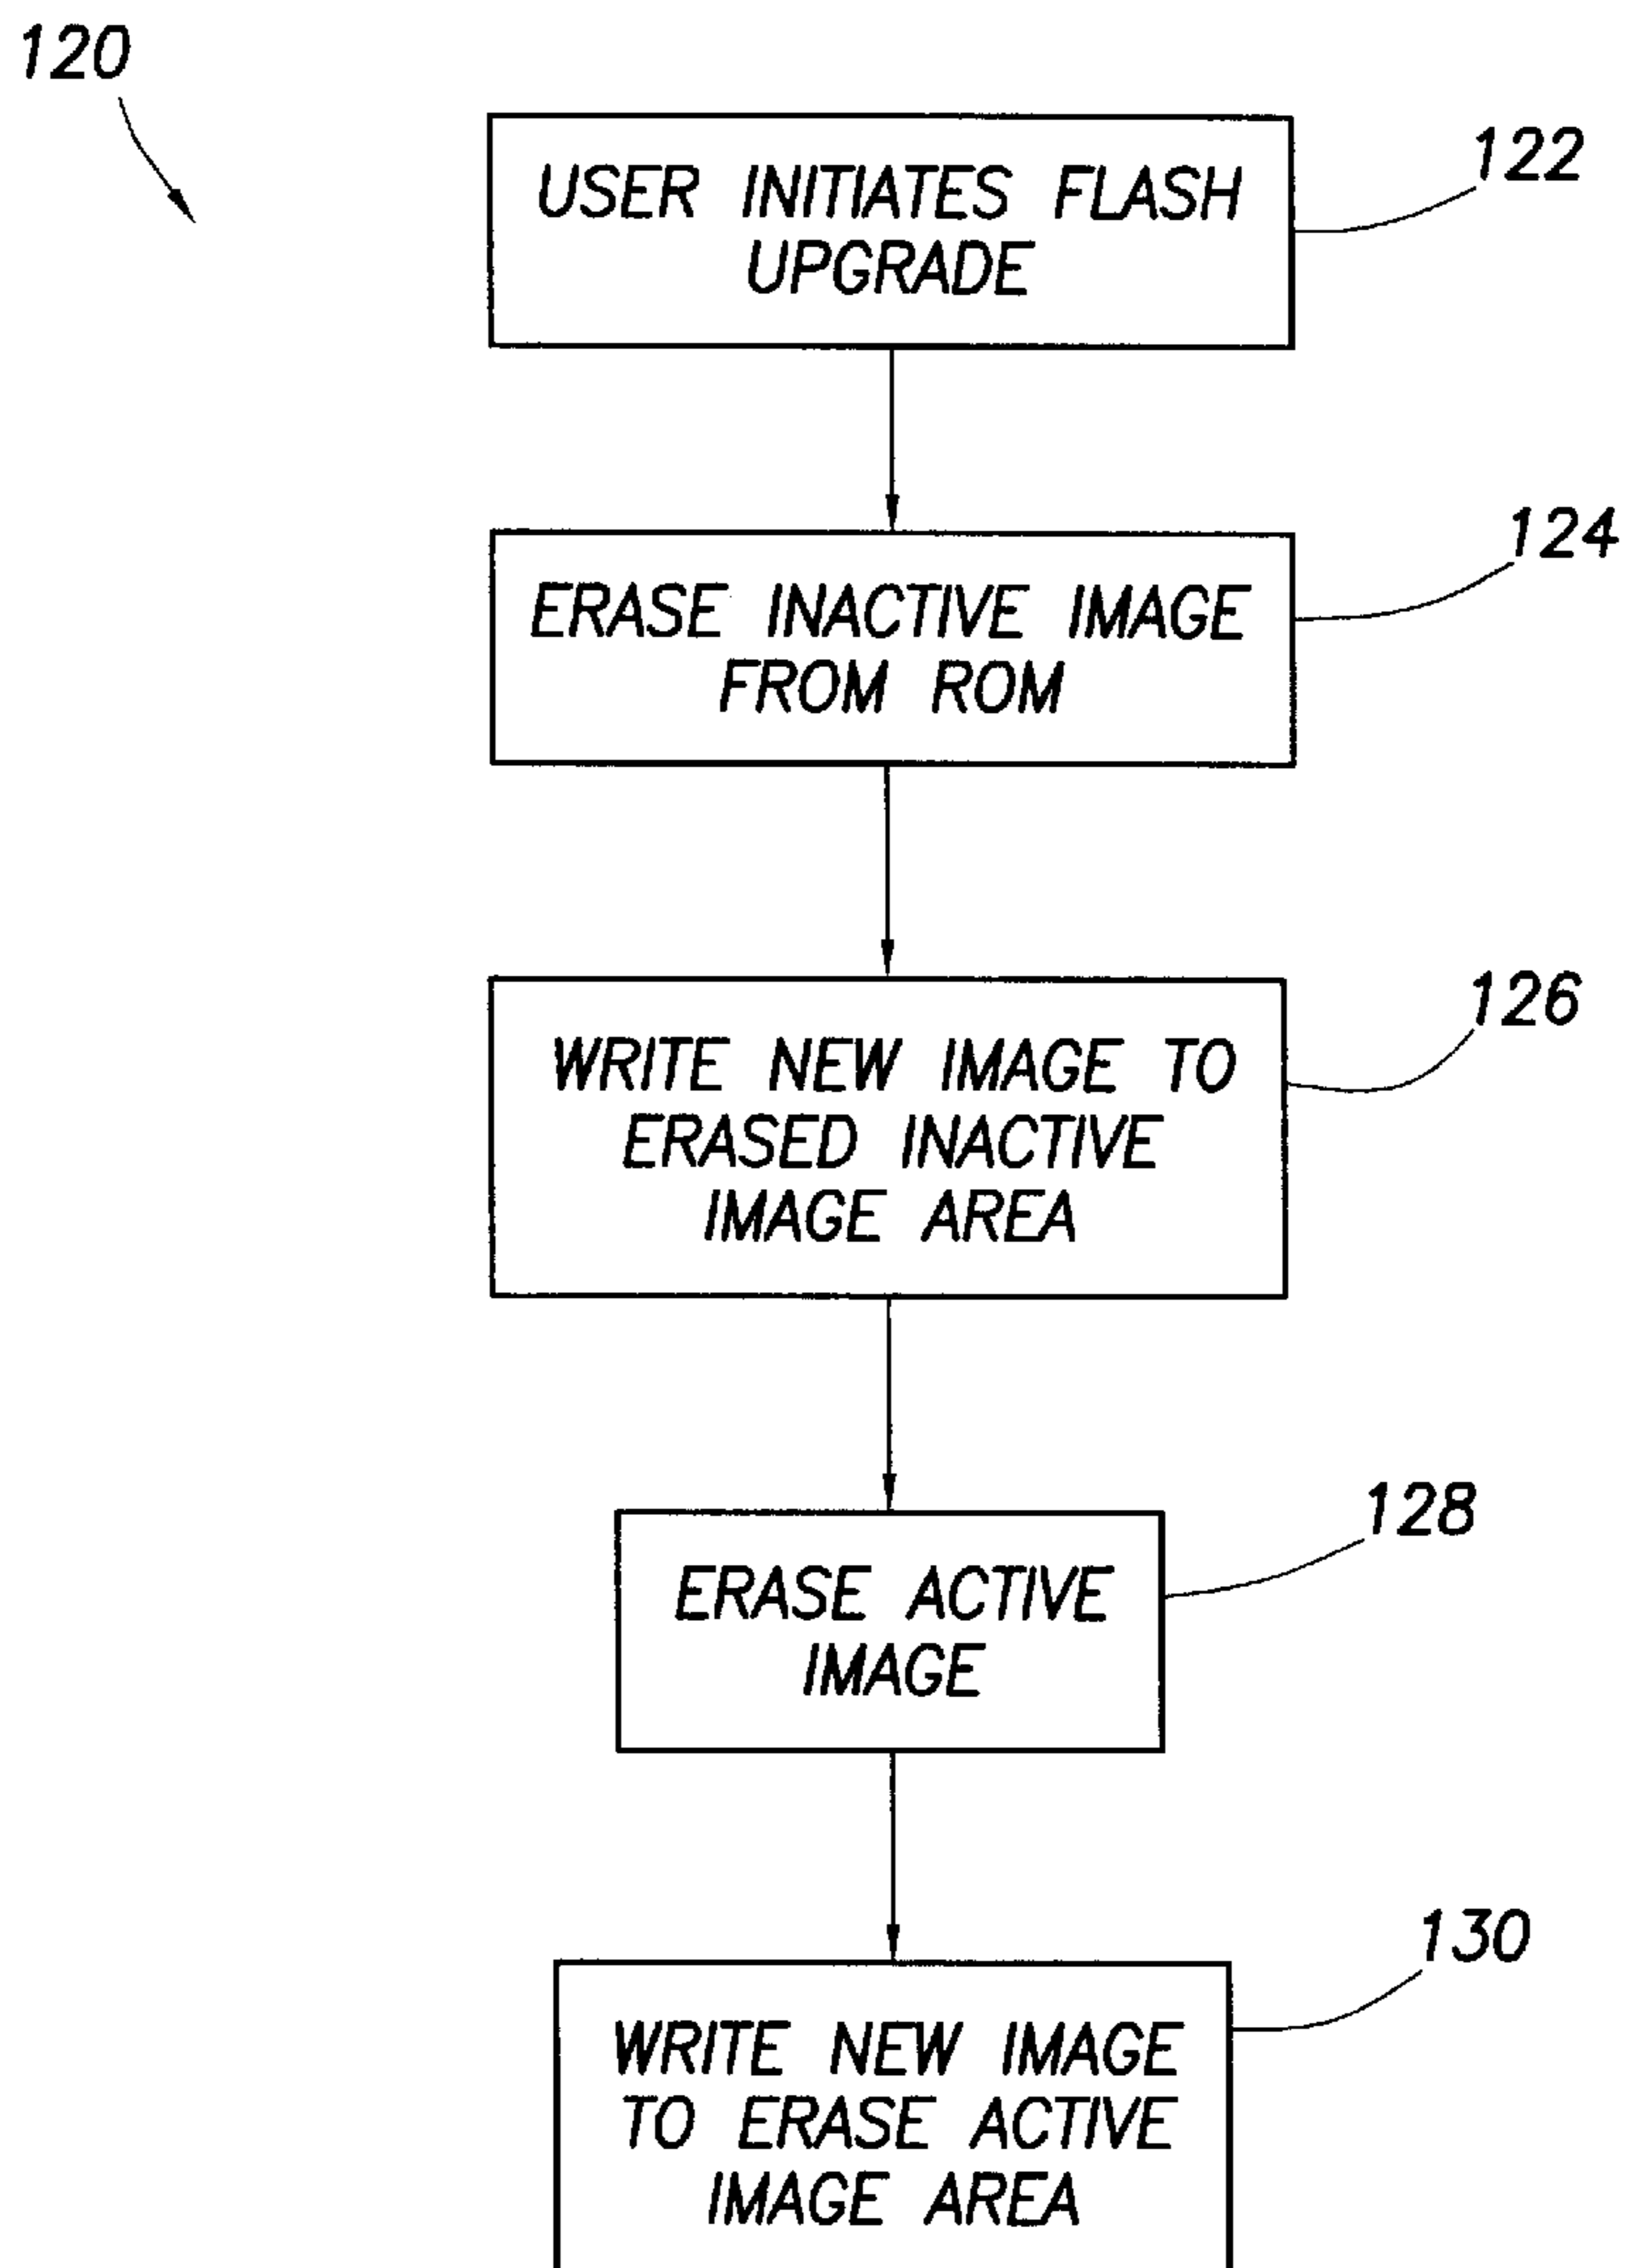 120
USER INITIATES FLASH
UPGRADE
122
ERASE INACTIVE IMAGE
FROM ROM
124
WRITE NEW IMAGE TO
ERASED INACTIVE
IMAGE AREA
126
ERASE ACTIVE
IMAGE
128
WRITE NEW IMAGE
TO ERASE ACTIVE
IMAGE AREA
130